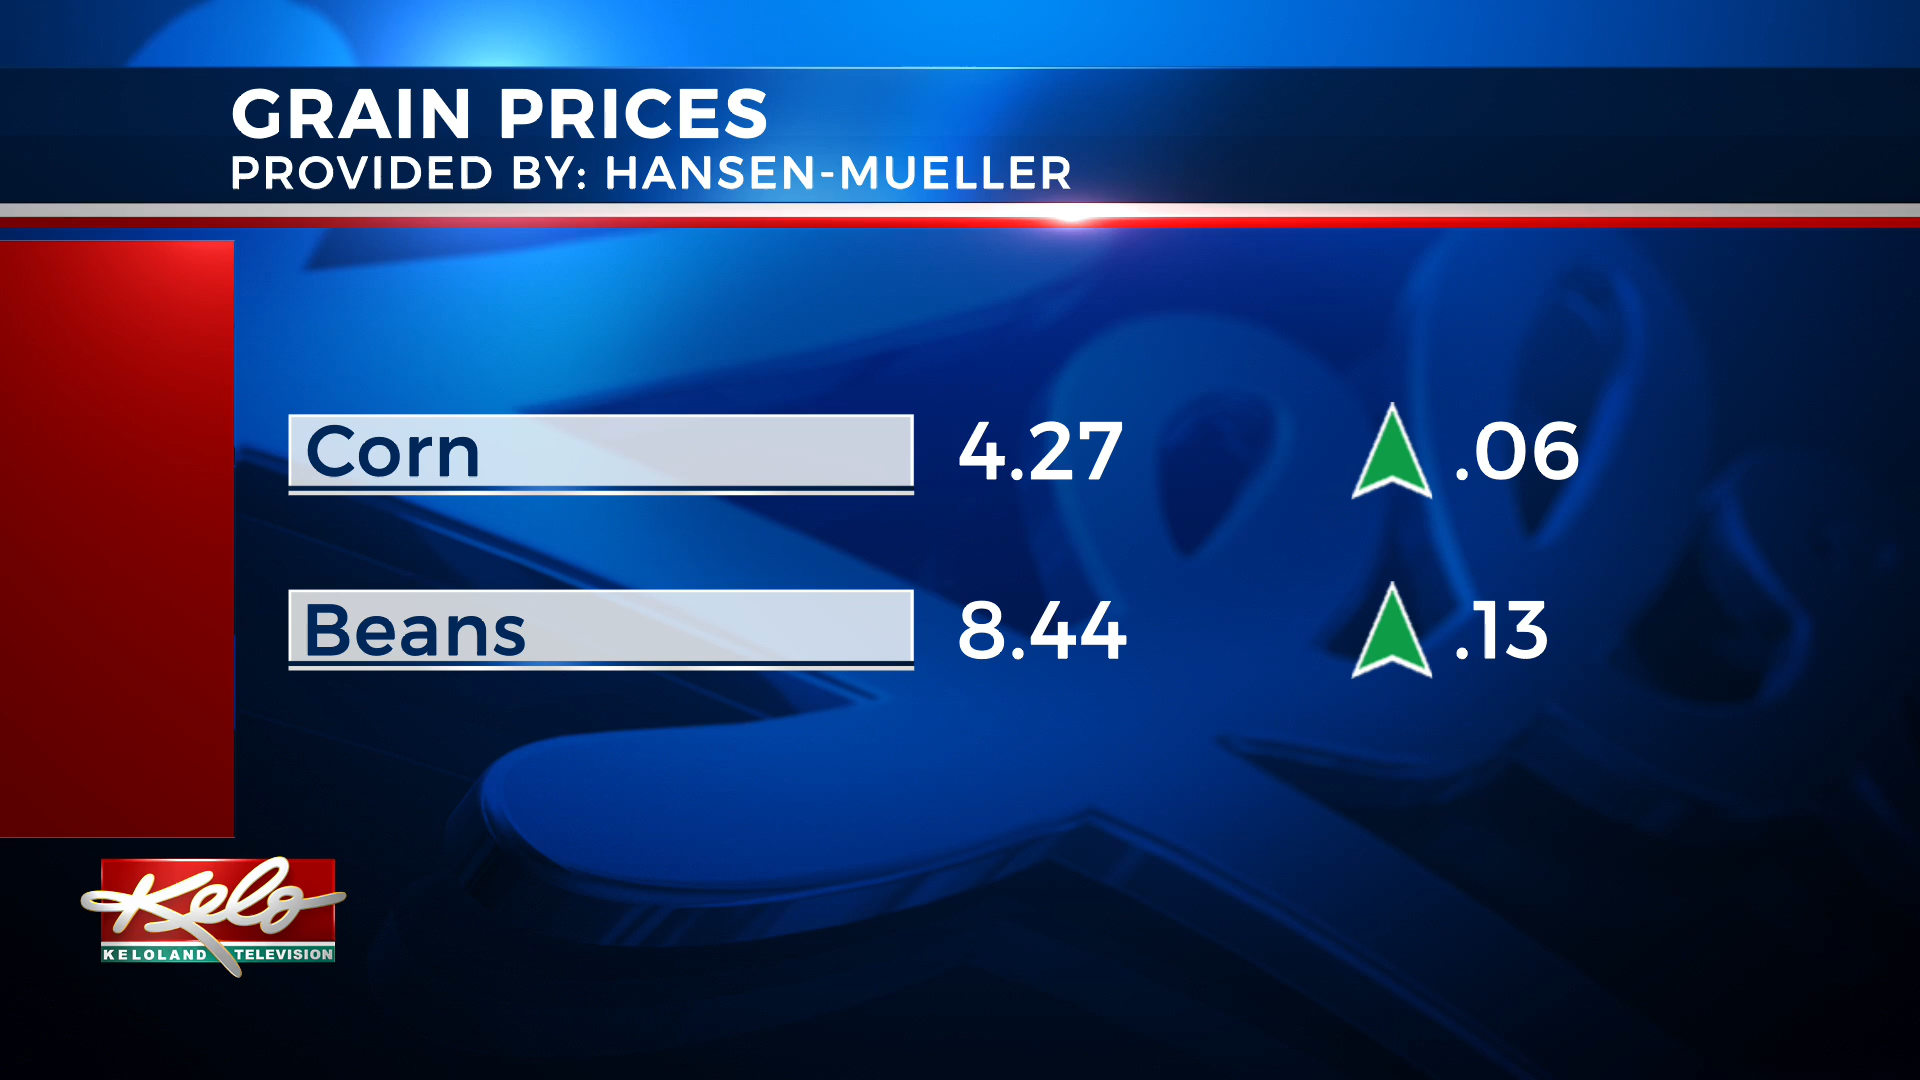 GRAIN PRICES
PROVIDED BY: HANSEN-MUELLER
Corn 4.27 .06
Beans 8.44 .13
Kelo
KELOLAND TELEVISION